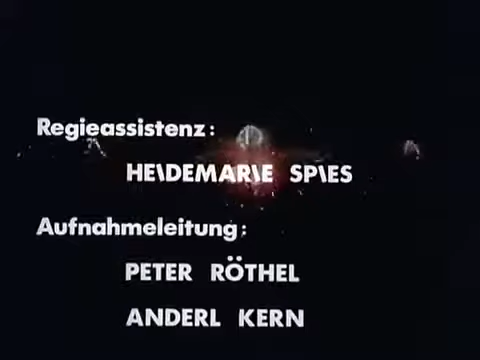 Regieassistenz:
HEIDEMARIE SPIES
Aufnahmeleitung:
PETER RÖTHEL
ANDERL KERN